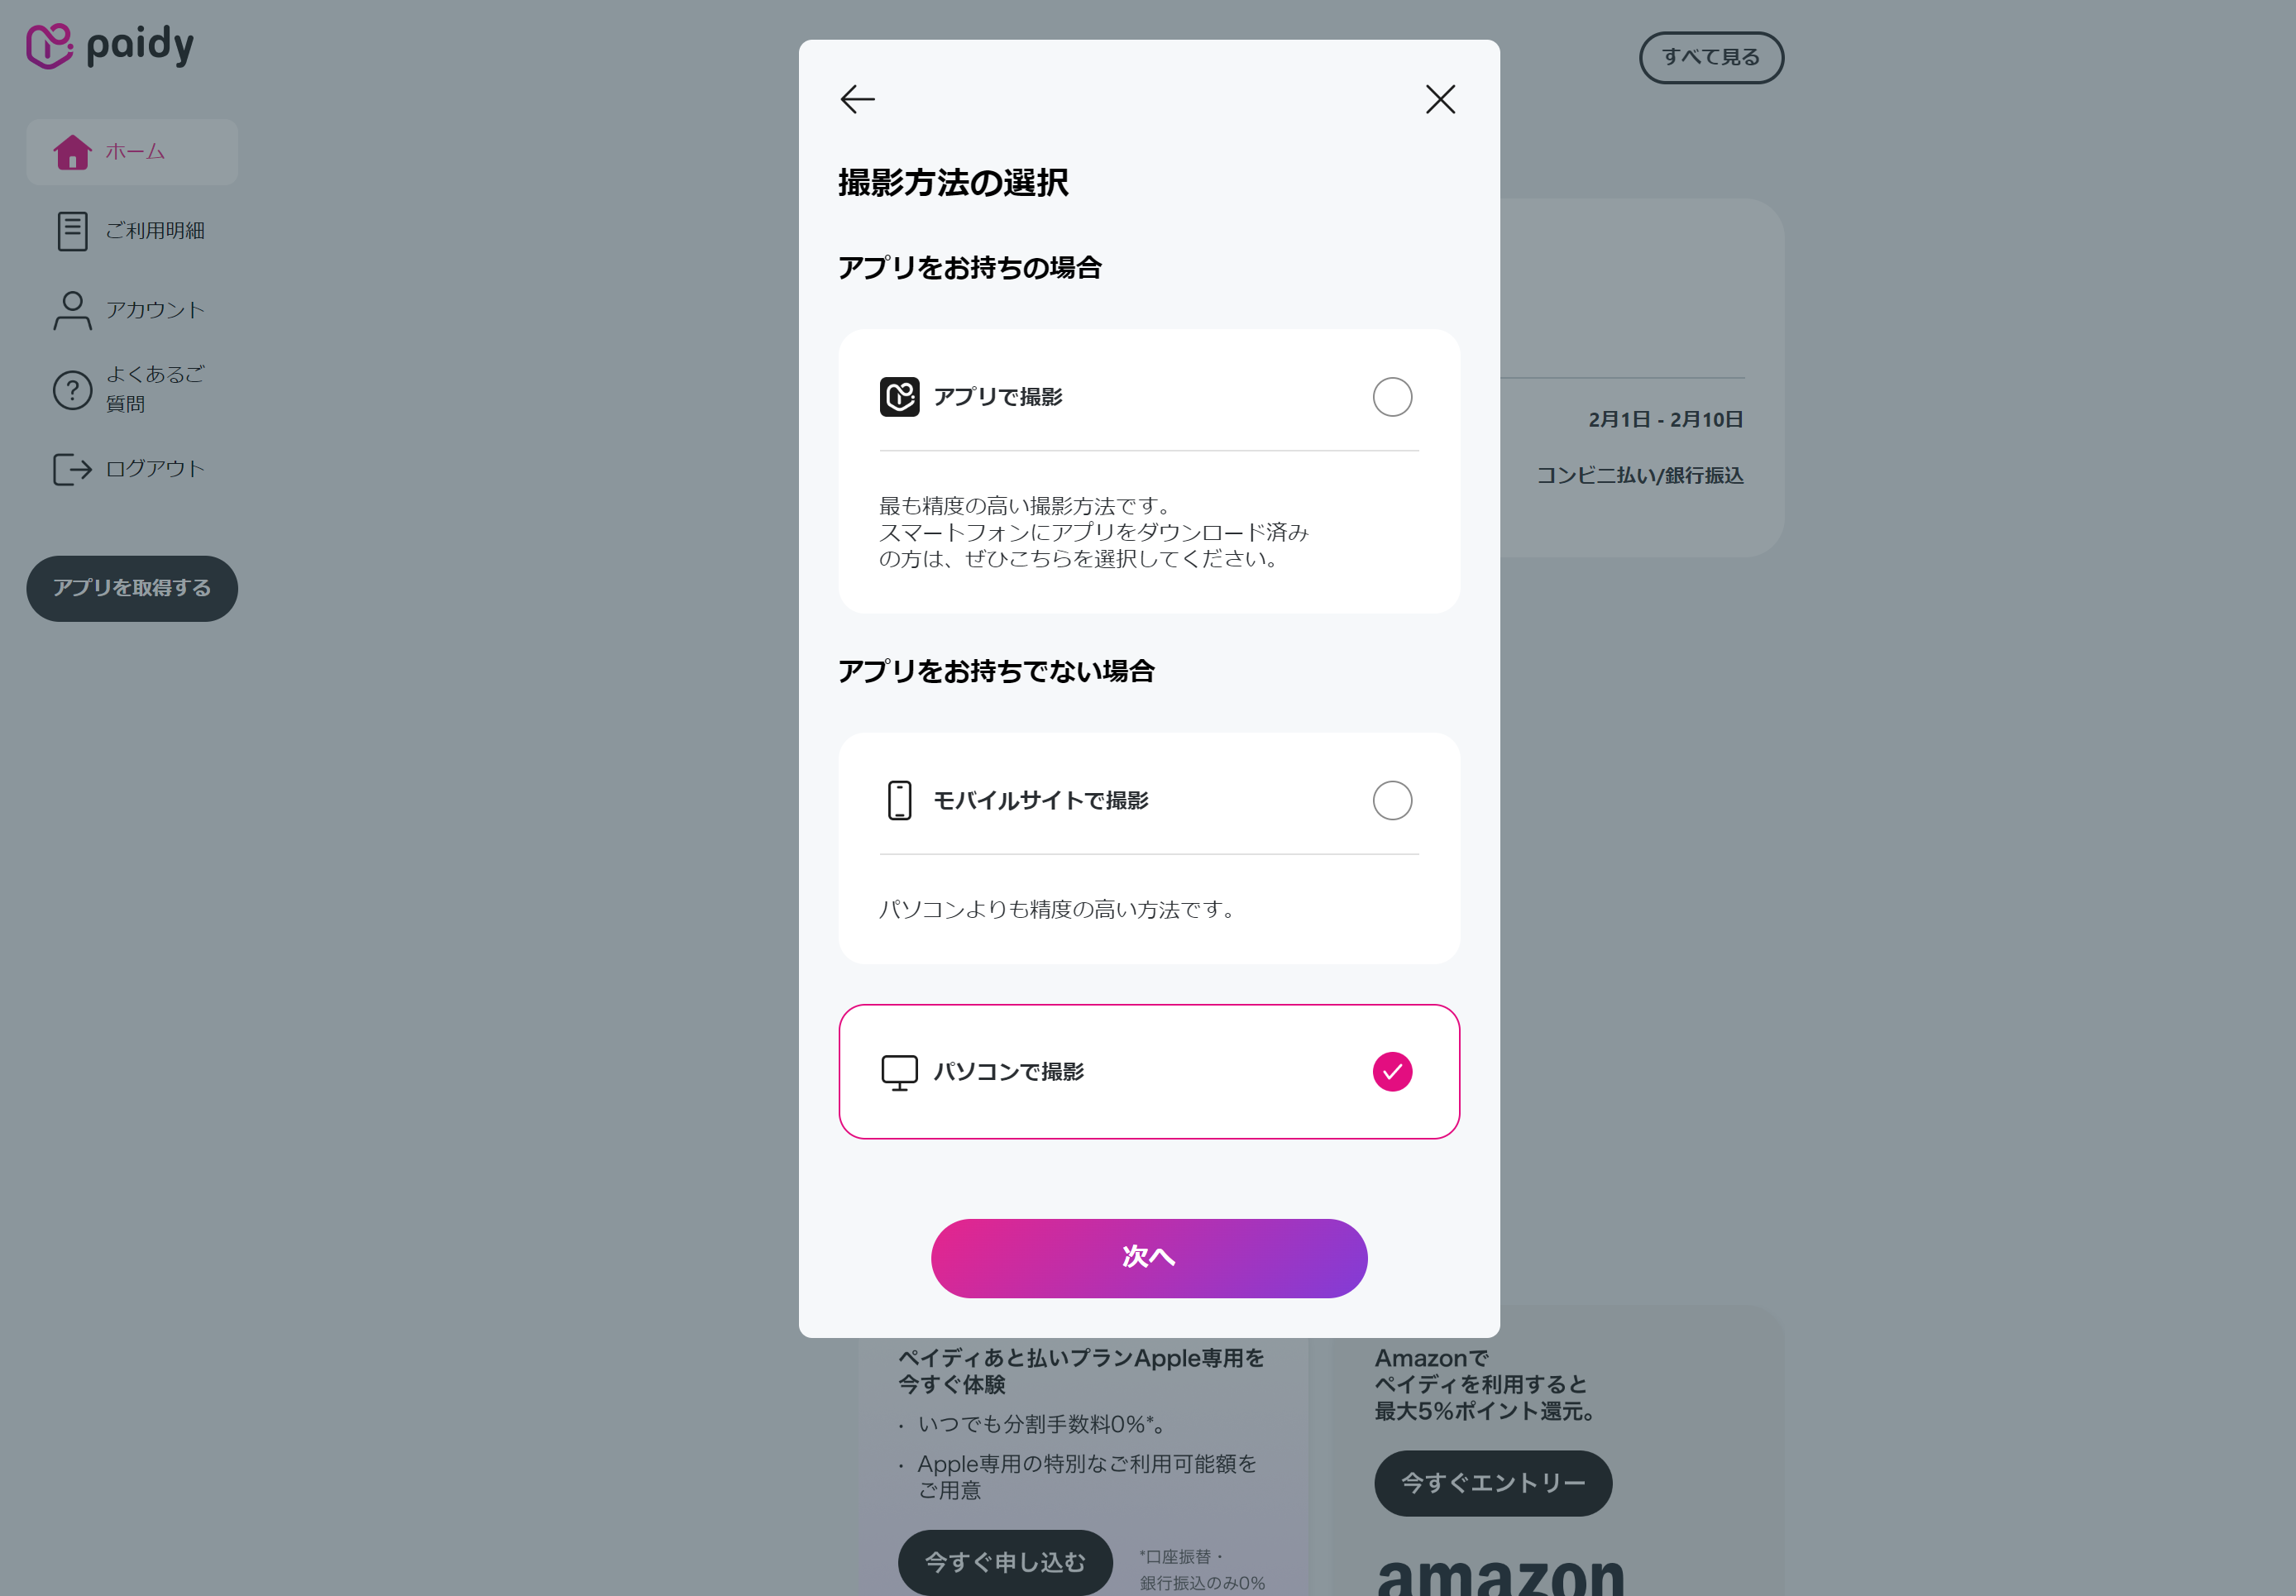 paidy
ホーム
ご利用明細
アカウント
よくあるご
質問
ログアウト
アプリを取得する
すべて見る
2月1日 - 2月10日
コンビニ払い/銀行振込
撮影方法の選択
アプリをお持ちの場合
アプリで撮影
最も精度の高い撮影方法です。
スマートフォンにアプリをダウンロード済み
の方は、ぜひこちらを選択してください。
アプリをお持ちでない場合
モバイルサイトで撮影
パソコンよりも精度の高い方法です。
パソコンで撮影
次へ
ペイディあと払いプランApple専用を
今すぐ体験
・ いつでも分割手数料0%*。
・ Apple専用の特別なご利用可能額を
ご用意
今すぐ申し込む
*口座振替・
銀行振込のみ0%
Amazonで
ペイディを利用すると
最大5%ポイント還元。
今すぐエントリー
amazon